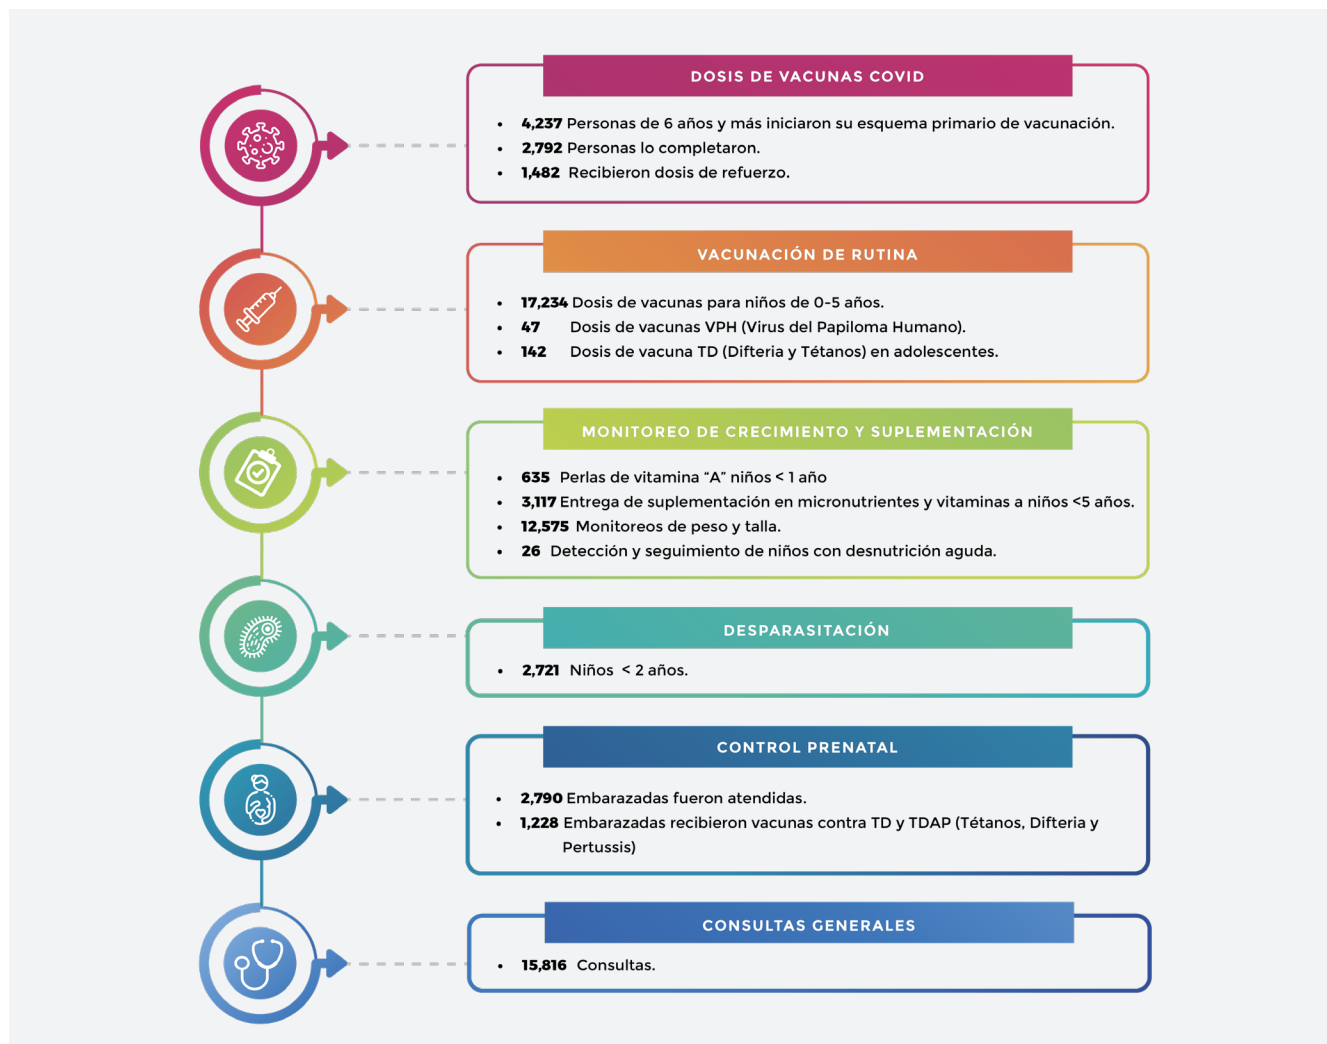 DOSIS DE VACUNAS COVID
• 4,237 Personas de 6 años y más iniciaron su esquema primario de vacunación.
• 2,792 Personas lo completaron.
• 1,482 Recibieron dosis de refuerzo.
VACUNACIÓN DE RUTINA
• 17,234 Dosis de vacunas para niños de 0-5 años.
• 47 Dosis de vacunas VPH (Virus del Papiloma Humano).
• 142 Dosis de vacuna TD (Difteria y Tétanos) en adolescentes.
MONITOREO DE CRECIMIENTO Y SUPLEMENTACIÓN
• 635 Perlas de vitamina “A” niños < 1 año
• 3,117 Entrega de suplementación en micronutrientes y vitaminas a niños <5 años.
• 12,575 Monitoreos de peso y talla.
• 26 Detección y seguimiento de niños con desnutrición aguda.
DESPARASITACIÓN
• 2,721 Niños < 2 años.
CONTROL PRENATAL
• 2,790 Embarazadas fueron atendidas.
• 1,228 Embarazadas recibieron vacunas contra TD y TDAP (Tétanos, Difteria y
Pertussis)
CONSULTAS GENERALES
• 15,816 Consultas.